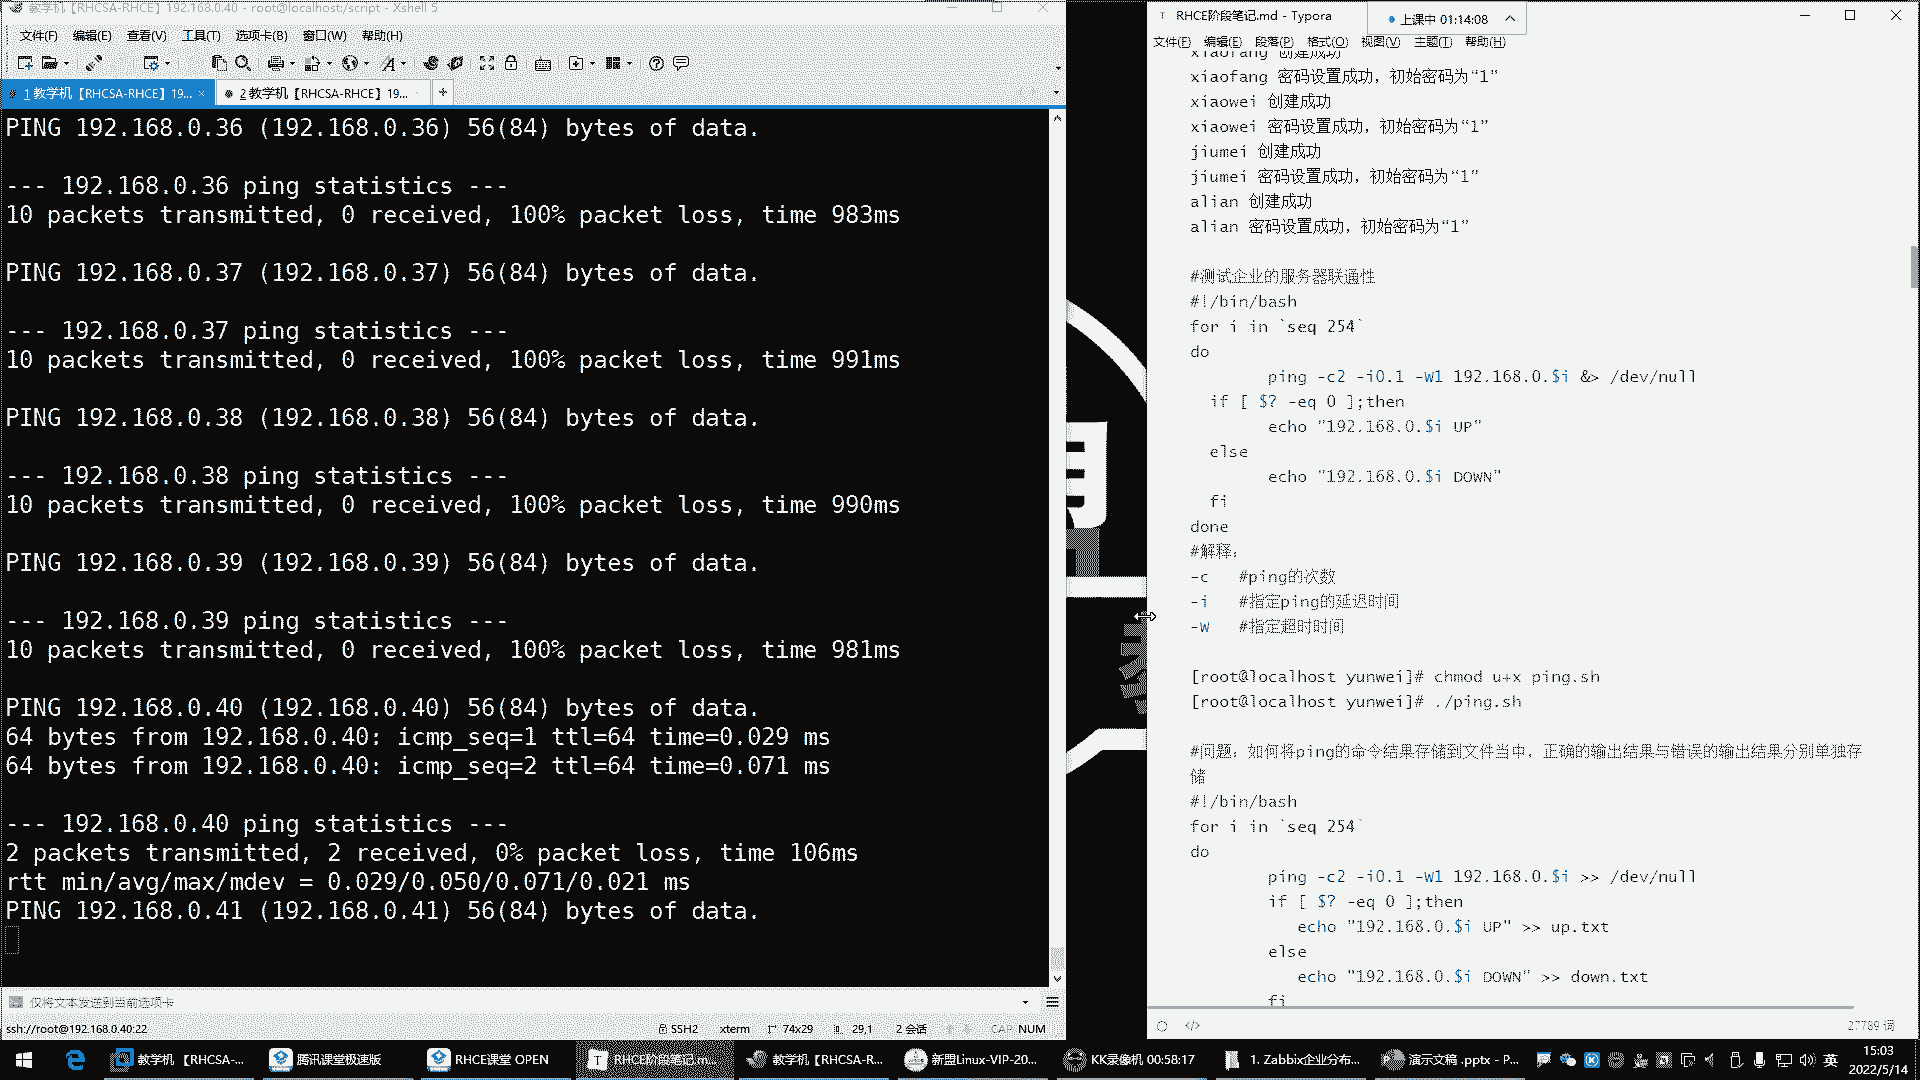 教学机【RHCSA-RHCE】192.168.0.40 - root@localhost:/script - Xshell 5
文件(F) 编辑(E) 查看(V) 工具(T) 选项卡(B) 窗口(W) 帮助(H)
1 教学机【RHCSA-RHCE】19... × 2 教学机【RHCSA-RHCE】19... +
PING 192.168.0.36 (192.168.0.36) 56(84) bytes of data.
--- 192.168.0.36 ping statistics ---
10 packets transmitted, 0 received, 100% packet loss, time 983ms
PING 192.168.0.37 (192.168.0.37) 56(84) bytes of data.
--- 192.168.0.37 ping statistics ---
10 packets transmitted, 0 received, 100% packet loss, time 991ms
PING 192.168.0.38 (192.168.0.38) 56(84) bytes of data.
--- 192.168.0.38 ping statistics ---
10 packets transmitted, 0 received, 100% packet loss, time 990ms
PING 192.168.0.39 (192.168.0.39) 56(84) bytes of data.
--- 192.168.0.39 ping statistics ---
10 packets transmitted, 0 received, 100% packet loss, time 981ms
PING 192.168.0.40 (192.168.0.40) 56(84) bytes of data.
64 bytes from 192.168.0.40: icmp_seq=1 ttl=64 time=0.029 ms
64 bytes from 192.168.0.40: icmp_seq=2 ttl=64 time=0.071 ms
--- 192.168.0.40 ping statistics ---
2 packets transmitted, 2 received, 0% packet loss, time 106ms
rtt min/avg/max/mdev = 0.029/0.050/0.071/0.021 ms
PING 192.168.0.41 (192.168.0.41) 56(84) bytes of data.
仅将文本发送到当前选项卡
ssh://root@192.168.0.40:22 SSH2 xterm 74x29 29,1 2 会话 CAP NUM
RHCE阶段笔记.md - Typora
上课中 01:14:08
文件(F) 编辑(E) 段落(P) 格式(O) 视图(V) 主题(T) 帮助(H)
xiaofang 创建成功
xiaofang 密码设置成功，初始密码为“1”
xiaowei 创建成功
xiaowei 密码设置成功，初始密码为“1”
jiumei 创建成功
jiumei 密码设置成功，初始密码为“1”
alian 创建成功
alian 密码设置成功，初始密码为“1”
#测试企业的服务器联通性
#!/bin/bash
for i in `seq 254`
do
ping -c2 -i0.1 -W1 192.168.0.$i &> /dev/null
if [ $? -eq 0 ];then
echo "192.168.0.$i UP"
else
echo "192.168.0.$i DOWN"
fi
done
#解释：
-c #ping的次数
-i #指定ping的延迟时间
-W #指定超时时间
[root@localhost yunwei]# chmod u+x ping.sh
[root@localhost yunwei]# ./ping.sh
#问题：如何将ping的命令结果存储到文件当中，正确的输出结果与错误的输出结果分别单独存
储
#!/bin/bash
for i in `seq 254`
do
ping -c2 -i0.1 -W1 192.168.0.$i >> /dev/null
if [ $? -eq 0 ];then
echo "192.168.0.$i UP" >> up.txt
else
echo "192.168.0.$i DOWN" >> down.txt
fi
27789 词
教学机【RHCSA-... 腾讯课堂极速版 RHCE课堂 OPEN RHCE阶段笔记.m... 教学机【RHCSA-R... 新盟Linux-VIP-20... KK录像机 00:58:17 1. Zabbix企业分布... 演示文稿 .pptx - P... 英
15:03
2022/5/14